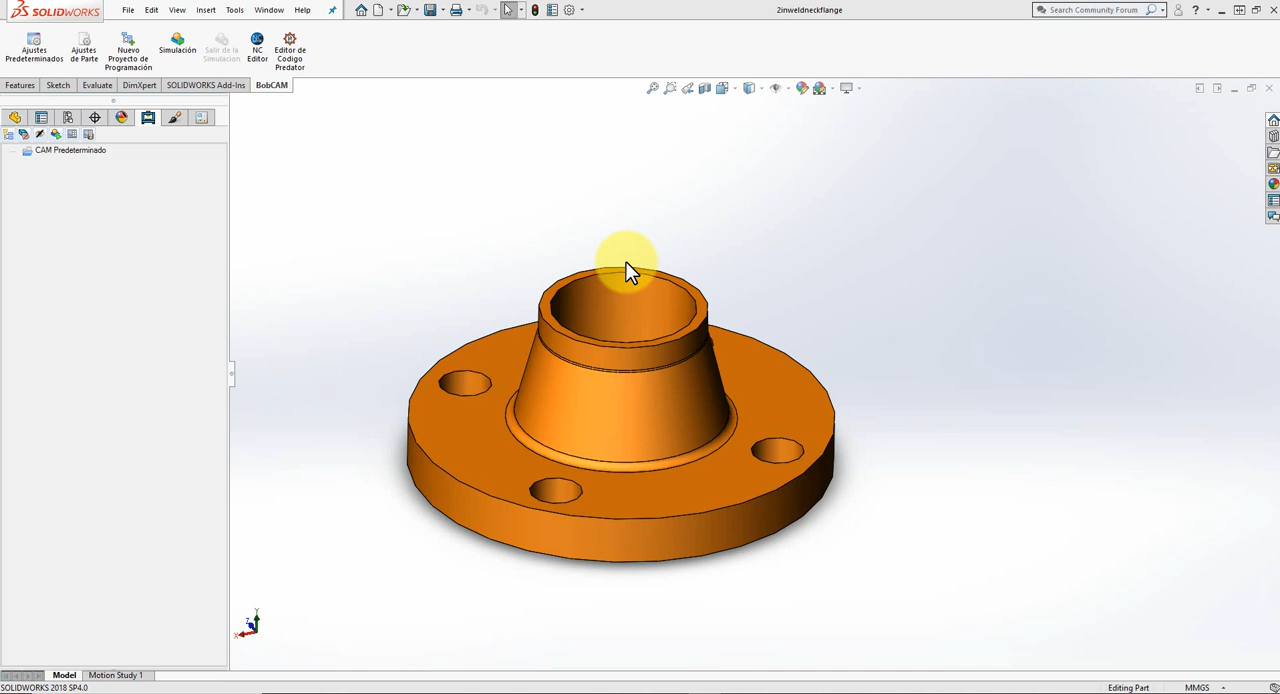 SOLIDWORKS File Edit View Insert Tools Window Help 2inweldneckflange Search Community Forum
Ajustes Predeterminados
Ajustes de Parte
Nuevo Proyecto de Programación
Simulación
Salir de la Simulacion
NC Editor
Editor de Codigo Predator
Features Sketch Evaluate DimXpert SOLIDWORKS Add-Ins BobCAM
CAM Predeterminado
Y
Z
X
Model Motion Study 1
SOLIDWORKS 2018 SP4.0 Editing Part MMGS